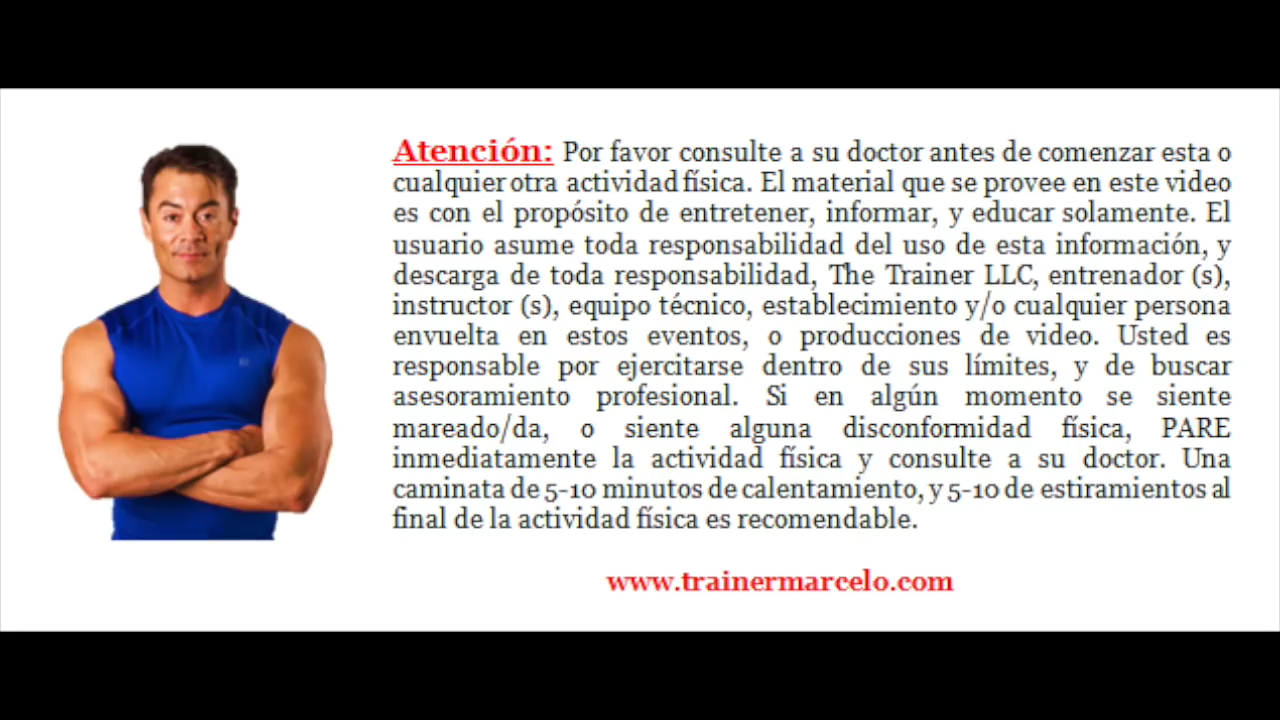 Atención: Por favor consulte a su doctor antes de comenzar esta o
cualquier otra actividad física. El material que se provee en este video
es con el propósito de entretener, informar, y educar solamente. El
usuario asume toda responsabilidad del uso de esta información, y
descarga de toda responsabilidad, The Trainer LLC, entrenador (s),
instructor (s), equipo técnico, establecimiento y/o cualquier persona
envuelta en estos eventos, o producciones de video. Usted es
responsable por ejercitarse dentro de sus límites, y de buscar
asesoramiento profesional. Si en algún momento se siente
mareado/da, o siente alguna disconformidad física, PARE
inmediatamente la actividad física y consulte a su doctor. Una
caminata de 5-10 minutos de calentamiento, y 5-10 de estiramientos al
final de la actividad física es recomendable.
www.trainermarcelo.com